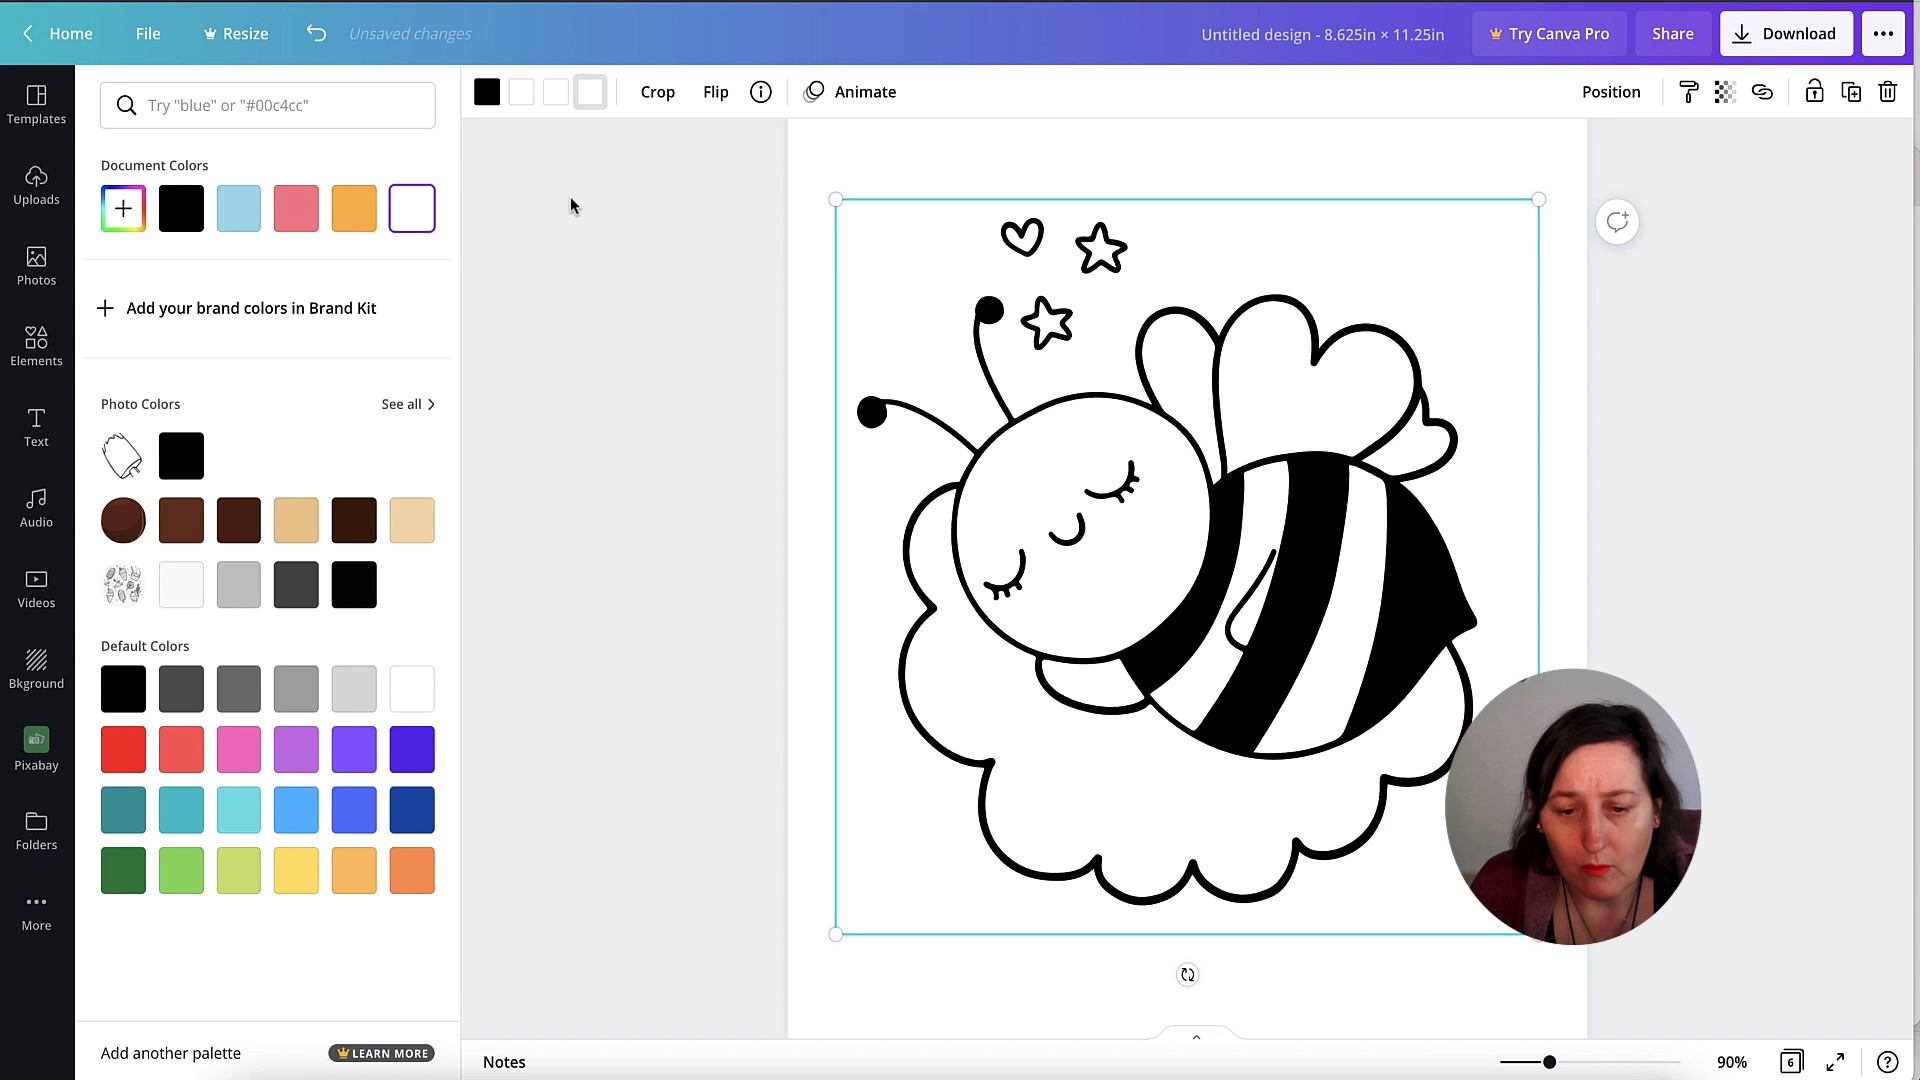 Home
File
Resize
Unsaved changes
Untitled design - 8.625in × 11.25in
Try Canva Pro
Share
Download
Templates
Uploads
Photos
Elements
Text
Audio
Videos
Bkground
Pixabay
Folders
More
Try "blue" or "#00c4cc"
Document Colors
Add your brand colors in Brand Kit
Photo Colors
See all
Default Colors
Add another palette
LEARN MORE
Crop
Flip
Animate
Position
Notes
90%
6